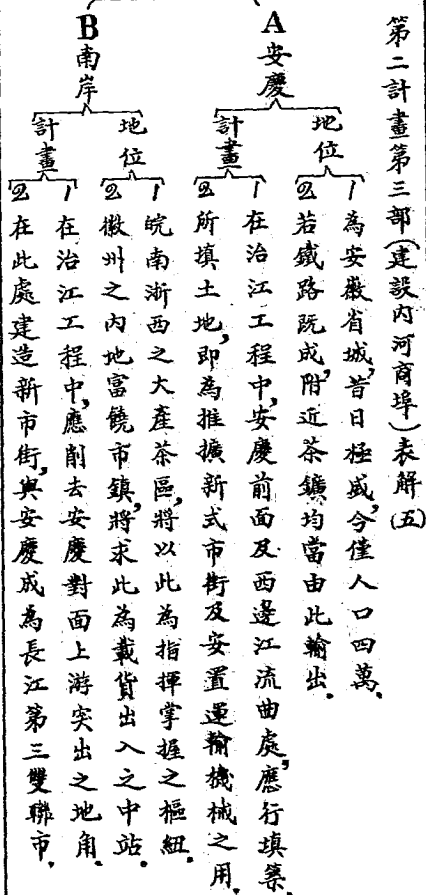 第二計畫第三部(建設內河商埠)表解(五)
A 安慶
地位
1 為安徽省城,昔日極盛,今僅人口四萬.
2 若鐵路既成,附近茶鑛均當由此輸出.
計畫
1 在治江工程中,安慶前面及西邊江流曲處,應行填築.
2 所填土地,即為推擴新式市街及安置運輸機械之用.
B 南岸
地位
1 皖南浙西之大產茶區,將以此為指揮掌握之樞紐.
2 徽州之內地富饒市鎮,將求此為載貨出入之中站.
計畫
1 在治江工程中,應削去安慶對面上游突出之地角.
2 在此處建造新市街,與安慶成為長江第三雙聯市.